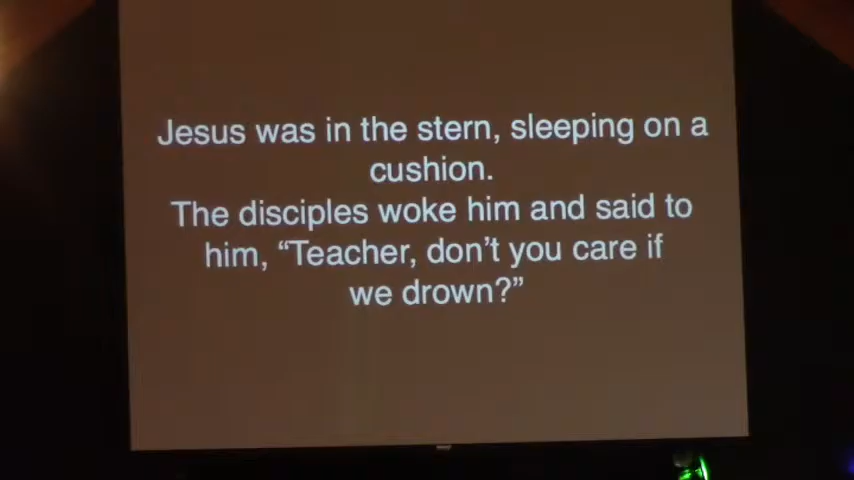 Jesus was in the stern, sleeping on a
cushion.
The disciples woke him and said to
him, “Teacher, don’t you care if
we drown?”